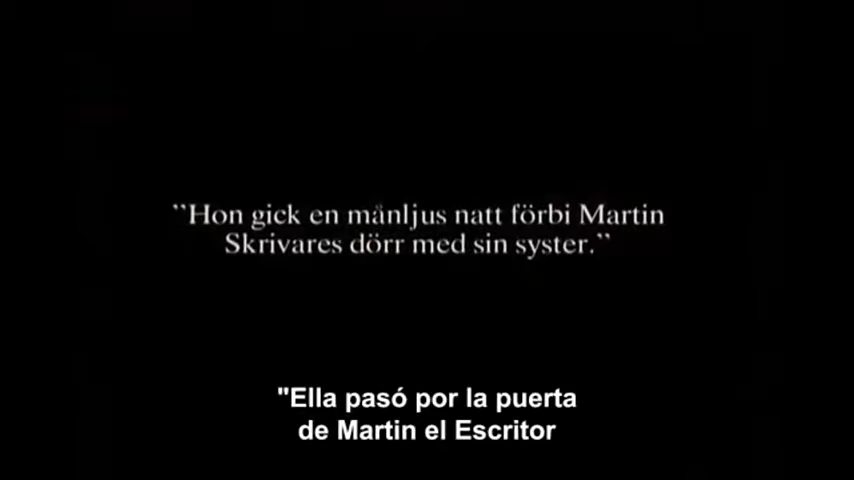 ”Hon gick en månljus natt förbi Martin
Skrivares dörr med sin syster.”
"Ella pasó por la puerta
de Martin el Escritor